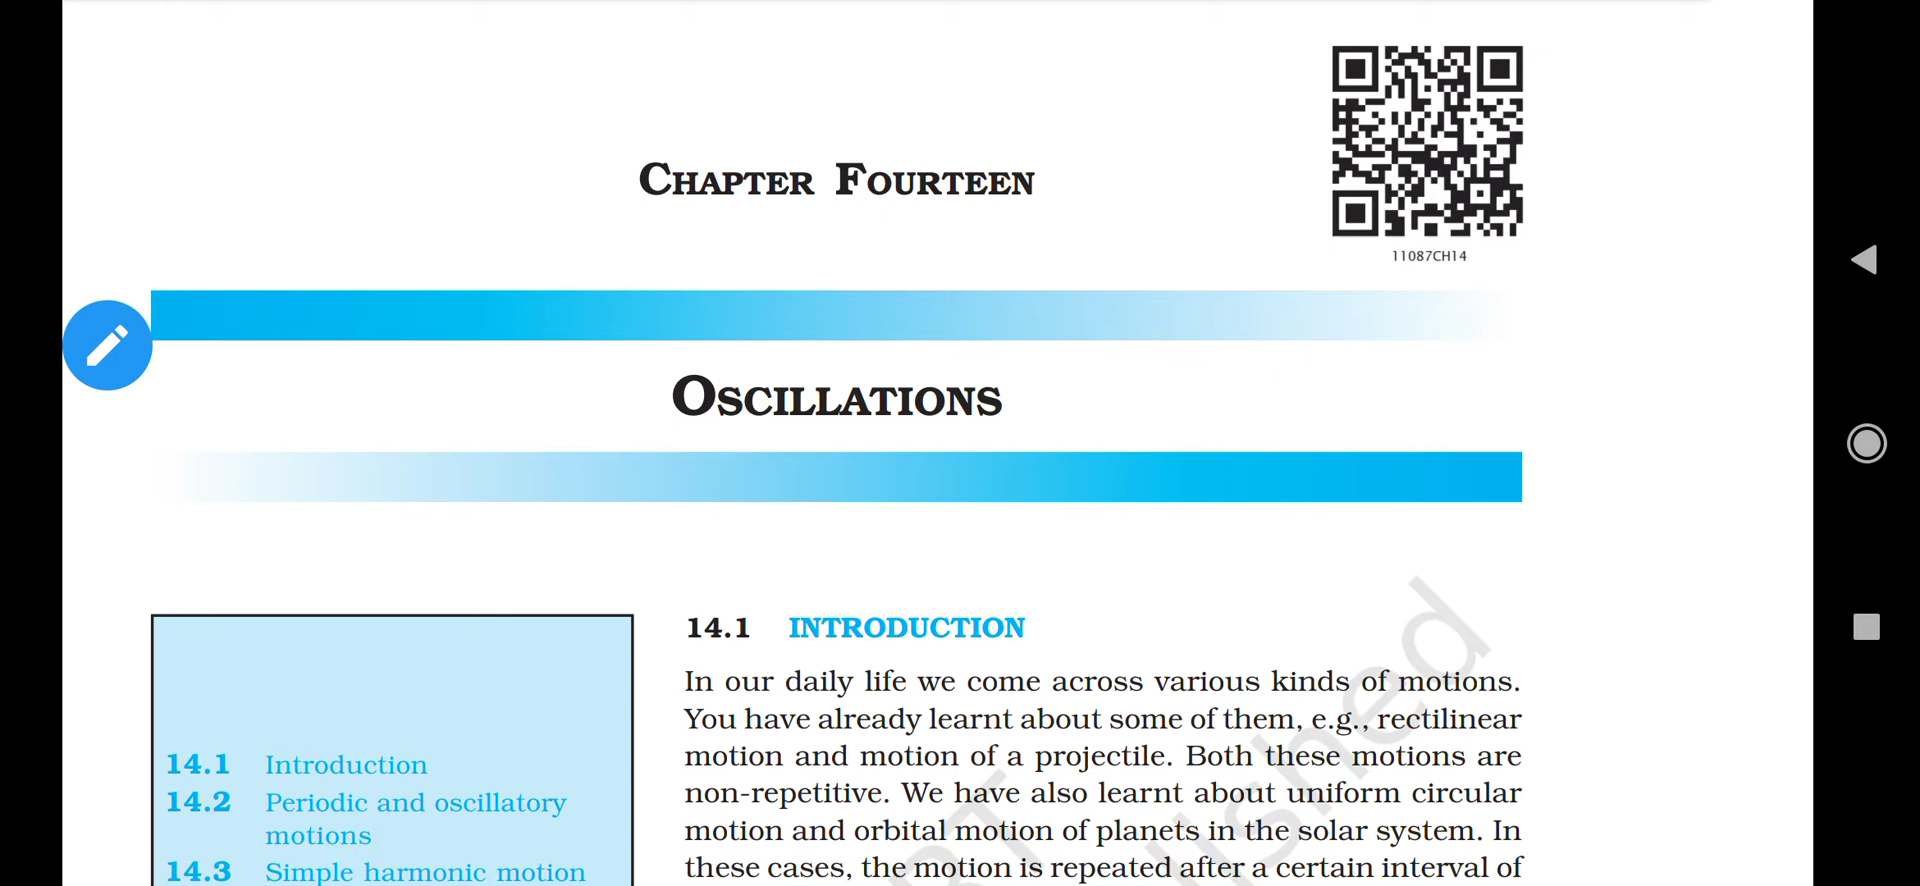 CHAPTER FOURTEEN
11087CH14
OSCILLATIONS
14.1 Introduction
14.2 Periodic and oscillatory
motions
14.3 Simple harmonic motion
14.1 INTRODUCTION
In our daily life we come across various kinds of motions.
You have already learnt about some of them, e.g., rectilinear
motion and motion of a projectile. Both these motions are
non-repetitive. We have also learnt about uniform circular
motion and orbital motion of planets in the solar system. In
these cases, the motion is repeated after a certain interval of